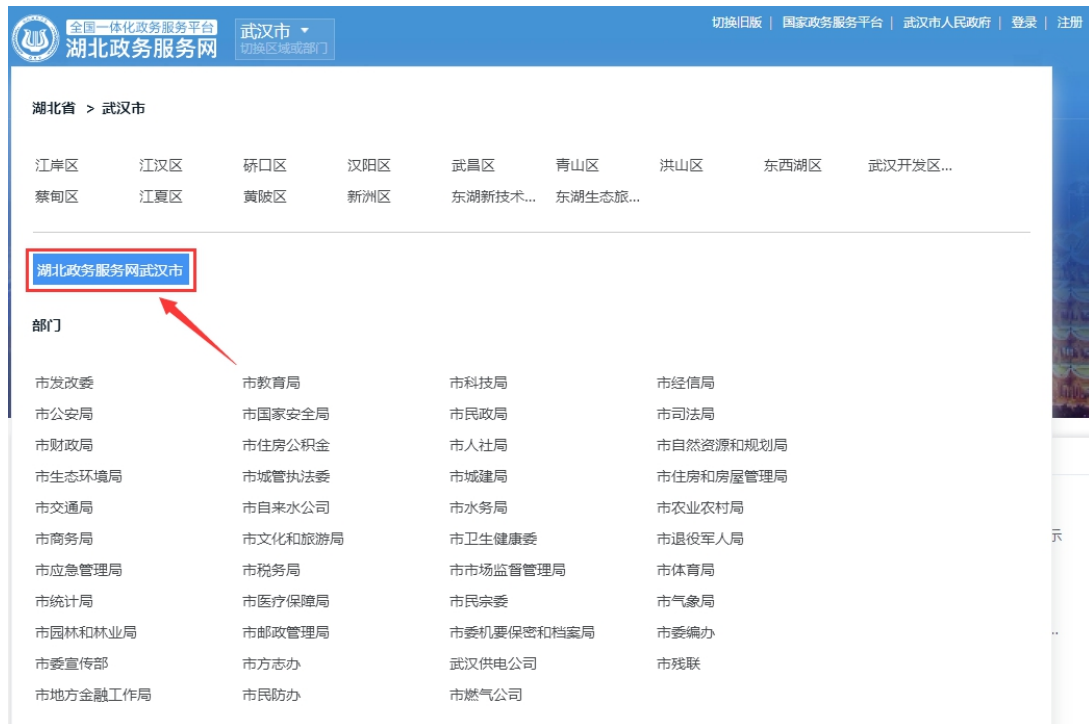 切换旧版 | 国家政务服务平台 | 武汉市人民政府 | 登录 | 注册
全国一体化政务服务平台
湖北政务服务网
武汉市
切换区域或部门
湖北省 > 武汉市
江岸区 江汉区 硚口区 汉阳区 武昌区 青山区 洪山区 东西湖区 武汉开发区...
蔡甸区 江夏区 黄陂区 新洲区 东湖新技术... 东湖生态旅...
湖北政务服务网武汉市
部门
市发改委 市教育局 市科技局 市经信局
市公安局 市国家安全局 市民政局 市司法局
市财政局 市住房公积金 市人社局 市自然资源和规划局
市生态环境局 市城管执法委 市城建局 市住房和房屋管理局
市交通局 市自来水公司 市水务局 市农业农村局
市商务局 市文化和旅游局 市卫生健康委 市退役军人局
示
市应急管理局 市税务局 市市场监督管理局 市体育局
市统计局 市医疗保障局 市民宗委 市气象局
市园林和林业局 市邮政管理局 市委机要保密和档案局 市委编办
..
市委宣传部 市方志办 武汉供电公司 市残联
市地方金融工作局 市民防办 市燃气公司